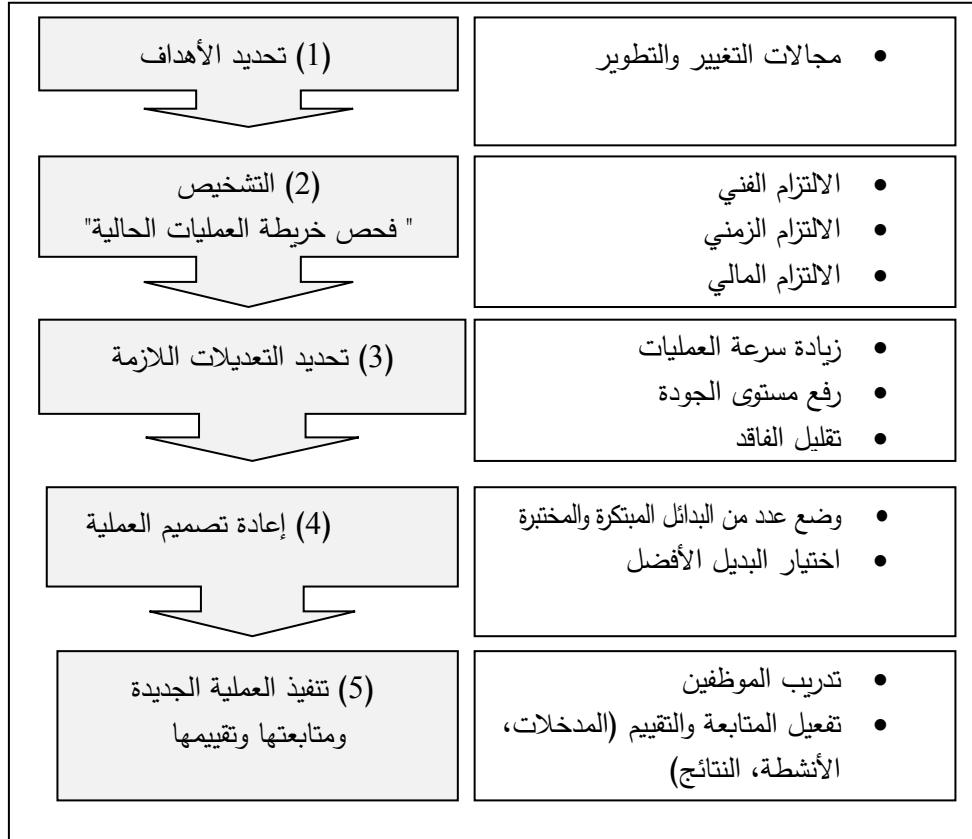 (1) تحديد الأهداف
• مجالات التغيير والتطوير
(2) التشخيص
" فحص خريطة العمليات الحالية"
• الالتزام الفني
• الالتزام الزمني
• الالتزام المالي
(3) تحديد التعديلات اللازمة
• زيادة سرعة العمليات
• رفع مستوى الجودة
• تقليل الفاقد
(4) إعادة تصميم العملية
• وضع عدد من البدائل المبتكرة والمختبرة
• اختيار البديل الأفضل
(5) تنفيذ العملية الجديدة
ومتابعتها وتقييمها
• تدريب الموظفين
• تفعيل المتابعة والتقييم (المدخلات،
الأنشطة، النتائج)